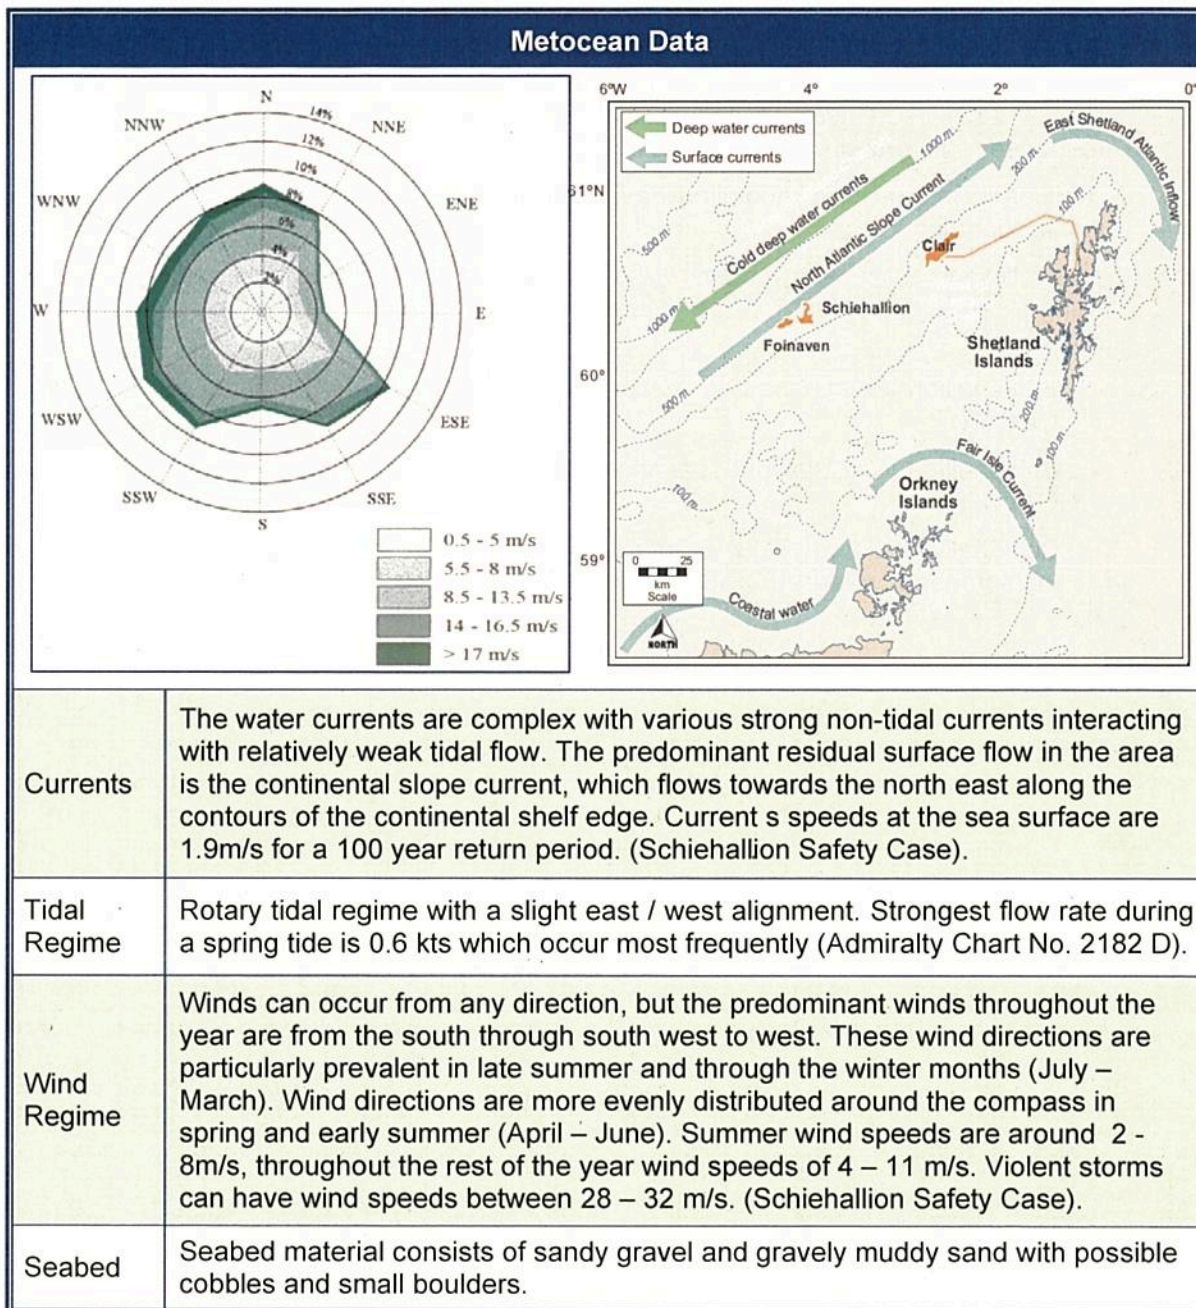 Metocean Data
N
NNE
ENE
E
ESE
SSE
S
SSW
WSW
W
WNW
NNW
14%
12%
10%
8%
6%
4%
2%
0.5 - 5 m/s
5.5 - 8 m/s
8.5 - 13.5 m/s
14 - 16.5 m/s
> 17 m/s
6°W
4°
2°
0°
Deep water currents
Surface currents
East Shetland Atlantic Inflow
1000 m.
200 m.
61°N
100 m.
500 m.
Cold deep water currents
North Atlantic Slope Current
Clair
1000 m.
Schiehallion
Foinaven
Shetland
Islands
60°
500 m.
200 m.
100 m.
Fair Isle Current
100 m.
Orkney
Islands
59°
0 25
km
Scale
Coastal water
NORTH
Currents
The water currents are complex with various strong non-tidal currents interacting
with relatively weak tidal flow. The predominant residual surface flow in the area
is the continental slope current, which flows towards the north east along the
contours of the continental shelf edge. Current s speeds at the sea surface are
1.9m/s for a 100 year return period. (Schiehallion Safety Case).
Tidal
Regime
Rotary tidal regime with a slight east / west alignment. Strongest flow rate during
a spring tide is 0.6 kts which occur most frequently (Admiralty Chart No. 2182 D).
Wind
Regime
Winds can occur from any direction, but the predominant winds throughout the
year are from the south through south west to west. These wind directions are
particularly prevalent in late summer and through the winter months (July –
March). Wind directions are more evenly distributed around the compass in
spring and early summer (April – June). Summer wind speeds are around 2 -
8m/s, throughout the rest of the year wind speeds of 4 – 11 m/s. Violent storms
can have wind speeds between 28 – 32 m/s. (Schiehallion Safety Case).
Seabed
Seabed material consists of sandy gravel and gravely muddy sand with possible
cobbles and small boulders.